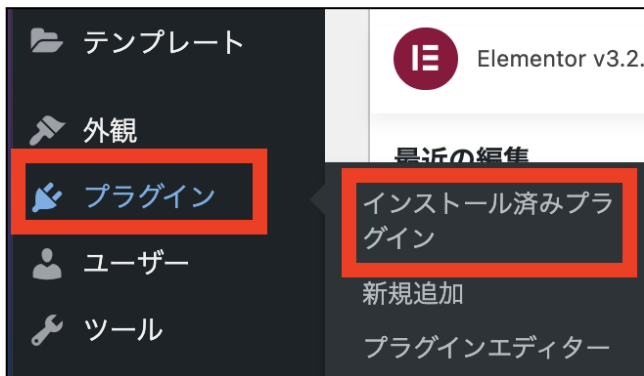 テンプレート
外観
プラグイン
ユーザー
ツール
Elementor v3.2.
最近の編集
インストール済みプラ
グイン
新規追加
プラグインエディター